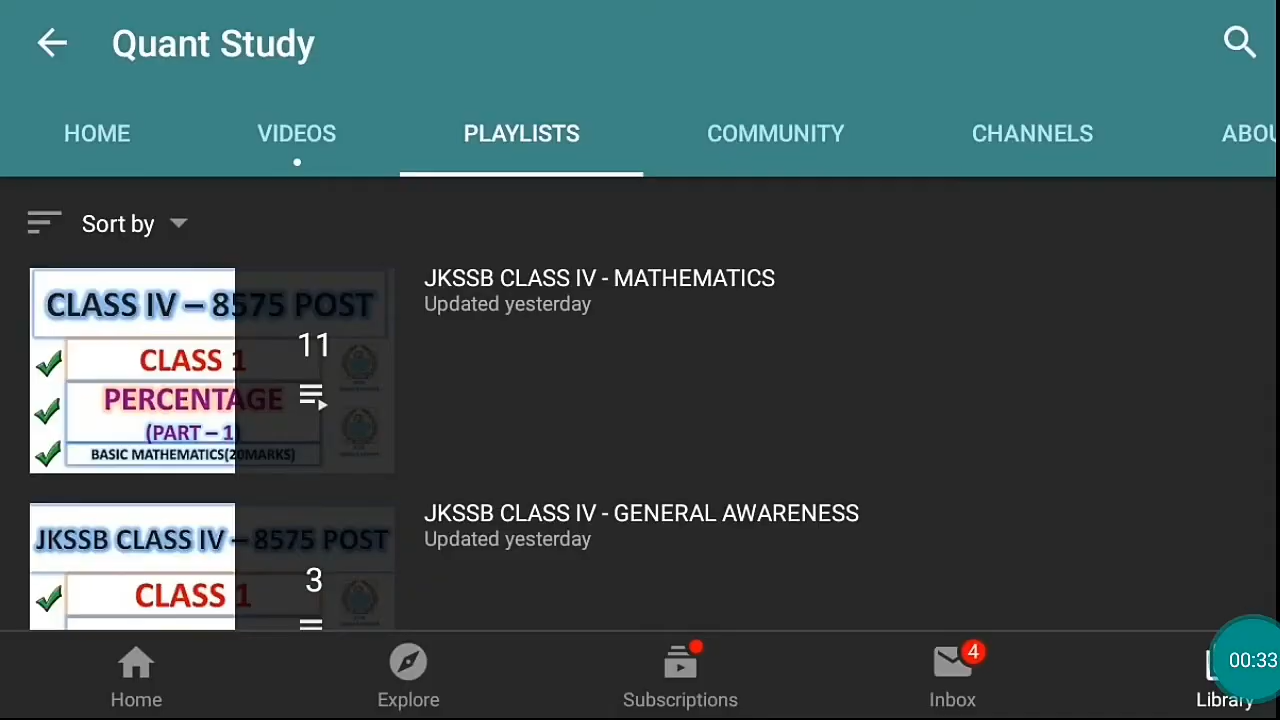 Quant Study
HOME VIDEOS PLAYLISTS COMMUNITY CHANNELS ABOU
Sort by
CLASS IV – 8575 POST
CLASS 1
PERCENTAGE
(PART – 1)
BASIC MATHEMATICS(20MARKS)
11
JKSSB CLASS IV - MATHEMATICS
Updated yesterday
JKSSB CLASS IV – 8575 POST
CLASS 1
3
JKSSB CLASS IV - GENERAL AWARENESS
Updated yesterday
4
00:33
Home Explore Subscriptions Inbox Library